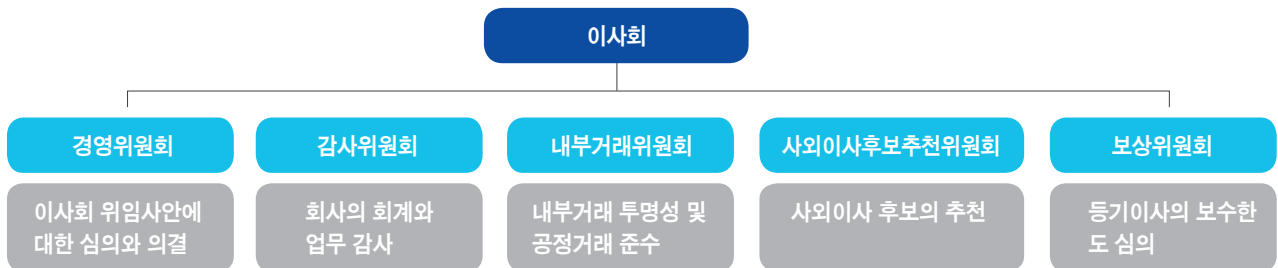 이사회
경영위원회
감사위원회
내부거래위원회
사외이사후보추천위원회
보상위원회
이사회 위임사안에
대한 심의와 의결
회사의 회계와
업무 감사
내부거래 투명성 및
공정거래 준수
사외이사 후보의 추천
등기이사의 보수한
도 심의